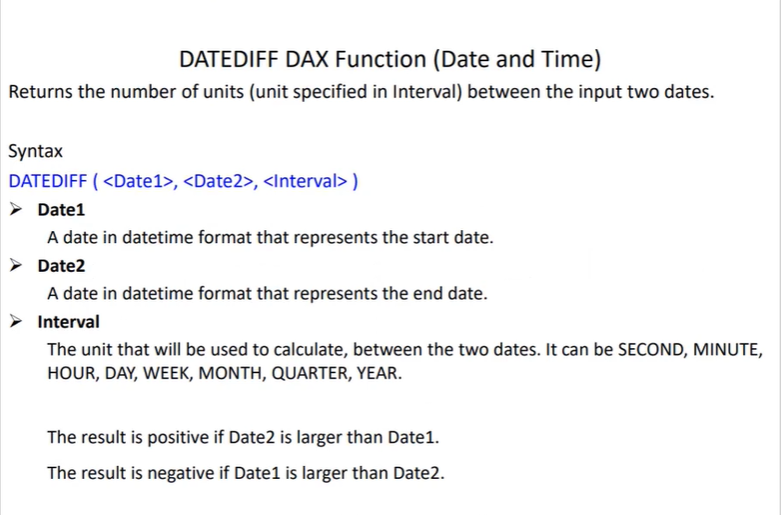 DATEDIFF DAX Function (Date and Time)
Returns the number of units (unit specified in Interval) between the input two dates.
Syntax
DATEDIFF ( <Date1>, <Date2>, <Interval> )
➢ Date1
A date in datetime format that represents the start date.
➢ Date2
A date in datetime format that represents the end date.
➢ Interval
The unit that will be used to calculate, between the two dates. It can be SECOND, MINUTE,
HOUR, DAY, WEEK, MONTH, QUARTER, YEAR.
The result is positive if Date2 is larger than Date1.
The result is negative if Date1 is larger than Date2.